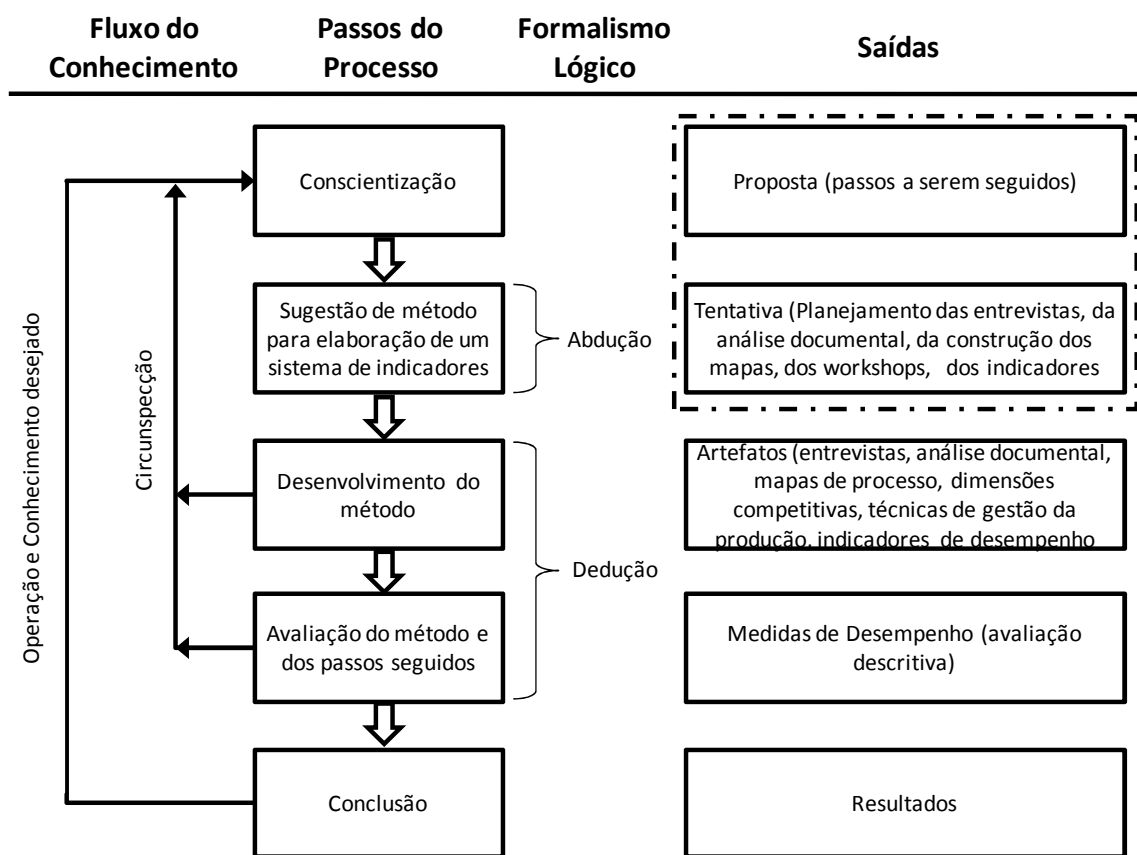 Fluxo do
Conhecimento
Passos do
Processo
Formalismo
Lógico
Saídas
Conscientização
Proposta (passos a serem seguidos)
Sugestão de método
para elaboração de um
sistema de indicadores
Abdução
Tentativa (Planejamento das entrevistas, da
análise documental, da construção dos
mapas, dos workshops, dos indicadores
Desenvolvimento do
método
Dedução
Artefatos (entrevistas, análise documental,
mapas de processo, dimensões
competitivas, técnicas de gestão da
produção, indicadores de desempenho
Avaliação do método e
dos passos seguidos
Medidas de Desempenho (avaliação
descritiva)
Conclusão
Resultados
Circunspecção
Operação e Conhecimento desejado